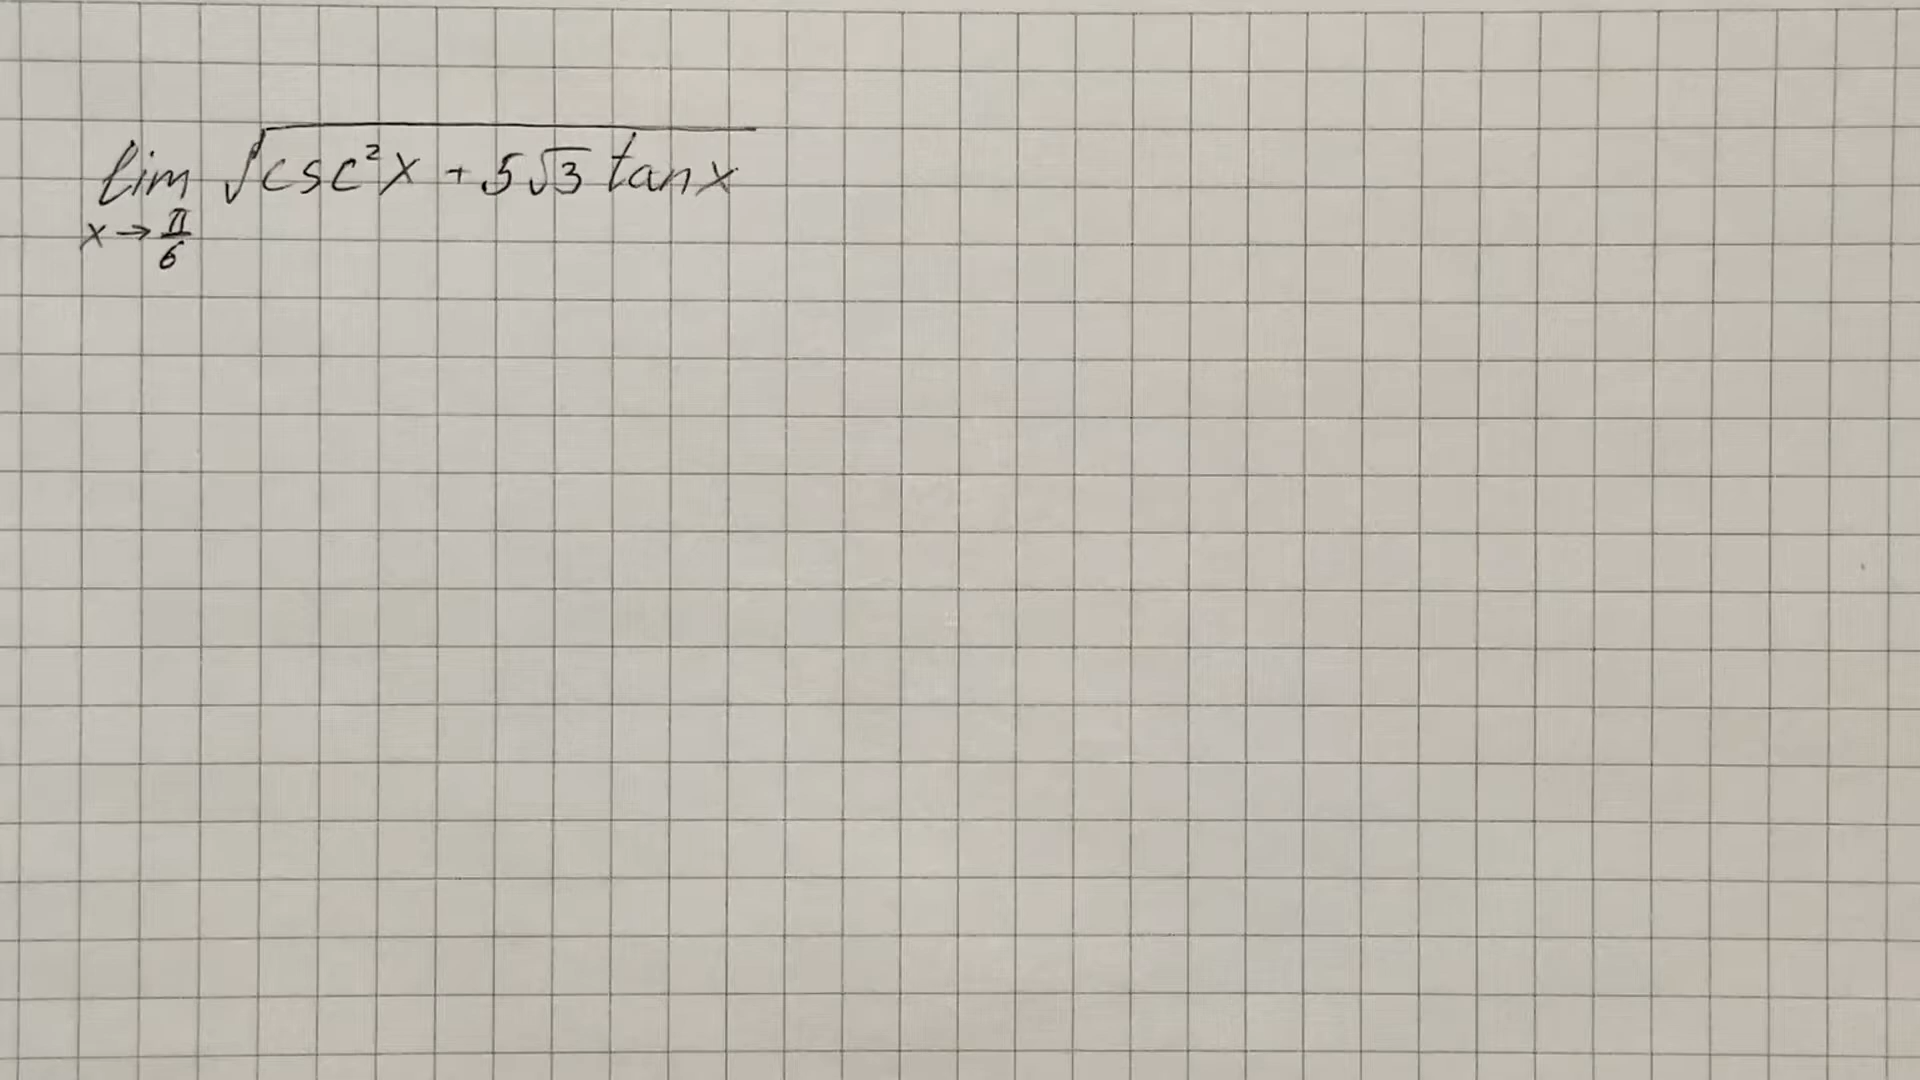 lim √(csc²x + 5√3 tanx)
x → π/6